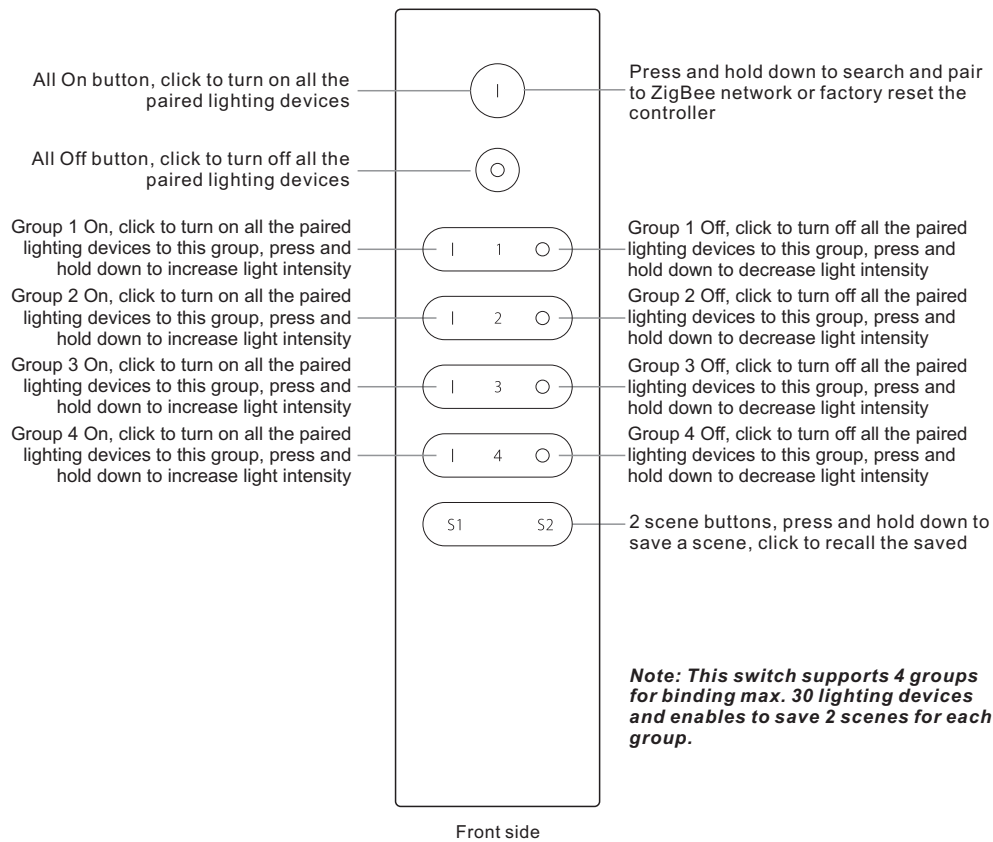 All On button, click to turn on all the
paired lighting devices
I
Press and hold down to search and pair
to ZigBee network or factory reset the
controller
All Off button, click to turn off all the
paired lighting devices
O
Group 1 On, click to turn on all the paired
lighting devices to this group, press and
hold down to increase light intensity
I 1 O
Group 1 Off, click to turn off all the paired
lighting devices to this group, press and
hold down to decrease light intensity
Group 2 On, click to turn on all the paired
lighting devices to this group, press and
hold down to increase light intensity
I 2 O
Group 2 Off, click to turn off all the paired
lighting devices to this group, press and
hold down to decrease light intensity
Group 3 On, click to turn on all the paired
lighting devices to this group, press and
hold down to increase light intensity
I 3 O
Group 3 Off, click to turn off all the paired
lighting devices to this group, press and
hold down to decrease light intensity
Group 4 On, click to turn on all the paired
lighting devices to this group, press and
hold down to increase light intensity
I 4 O
Group 4 Off, click to turn off all the paired
lighting devices to this group, press and
hold down to decrease light intensity
S1 S2
2 scene buttons, press and hold down to
save a scene, click to recall the saved
Note: This switch supports 4 groups
for binding max. 30 lighting devices
and enables to save 2 scenes for each
group.
Front side